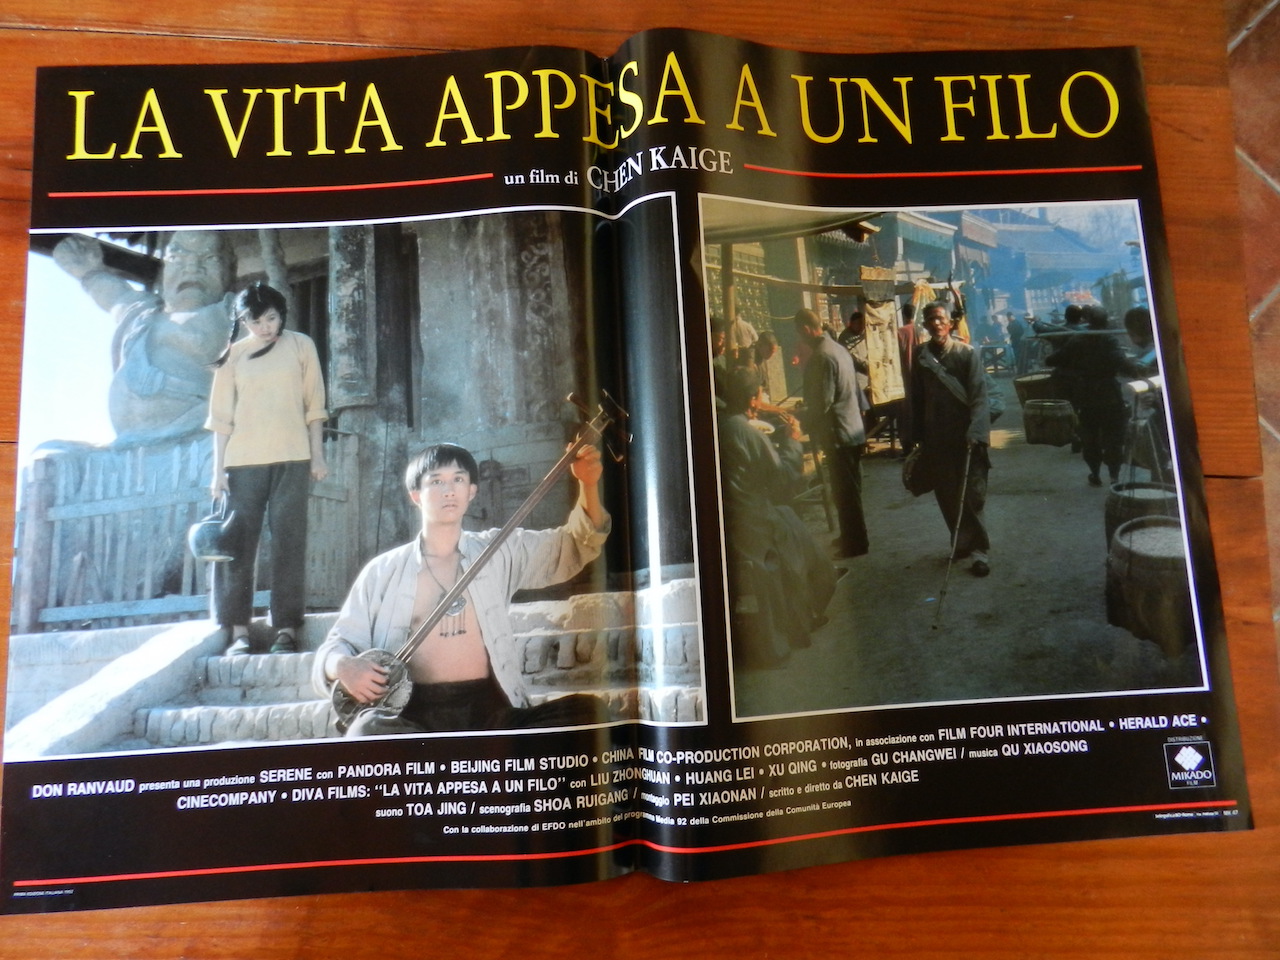 LA VITA APPESA A UN FILO
un film di CHEN KAIGE
DON RANVAUD presenta una produzione SERENE con PANDORA FILM • BEIJING FILM STUDIO • CHINA FILM CO-PRODUCTION CORPORATION, in associazione con FILM FOUR INTERNATIONAL • HERALD ACE •
CINECOMPANY • DIVA FILMS: "LA VITA APPESA A UN FILO" con LIU ZHONGHUAN • HUANG LEI • XU QING • fotografia GU CHANGWEI / musica QU XIAOSONG
suono TOA JING / scenografia SHOA RUIGANG / montaggio PEI XIAONAN / scritto e diretto da CHEN KAIGE
Con la collaborazione di EFDO nell'ambito del programma Media 92 della Commissione della Comunità Europea
DISTRIBUZIONE
MIKADO
FILM
PRIMA EDIZIONE ITALIANA